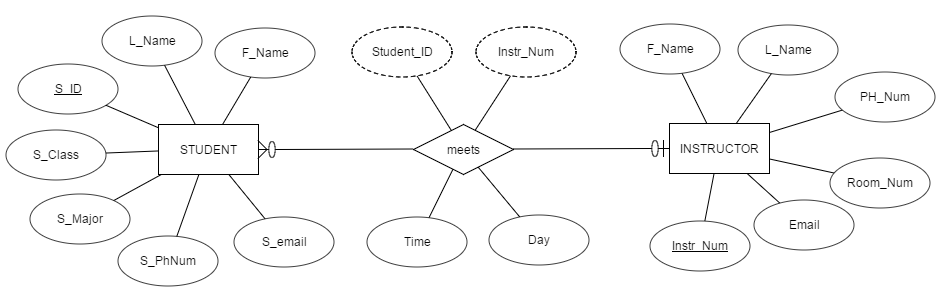 L_Name
F_Name
S_ID
S_Class
STUDENT
S_Major
S_PhNum
S_email
Student_ID
Instr_Num
meets
Time
Day
F_Name
L_Name
PH_Num
INSTRUCTOR
Room_Num
Email
Instr_Num